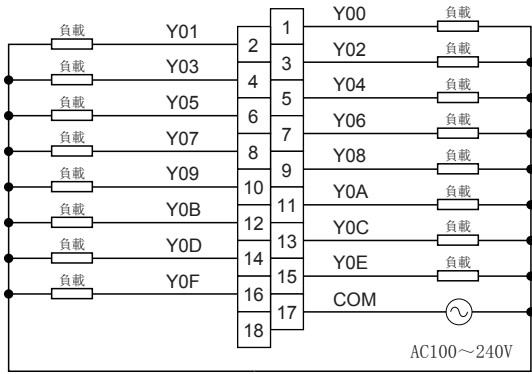 負載 Y01 2 1 Y00 負載
負載 Y03 4 3 Y02 負載
負載 Y05 6 5 Y04 負載
負載 Y07 8 7 Y06 負載
負載 Y09 10 9 Y08 負載
負載 Y0B 12 11 Y0A 負載
負載 Y0D 14 13 Y0C 負載
負載 Y0F 16 15 Y0E 負載
18 17 COM
AC100～240V